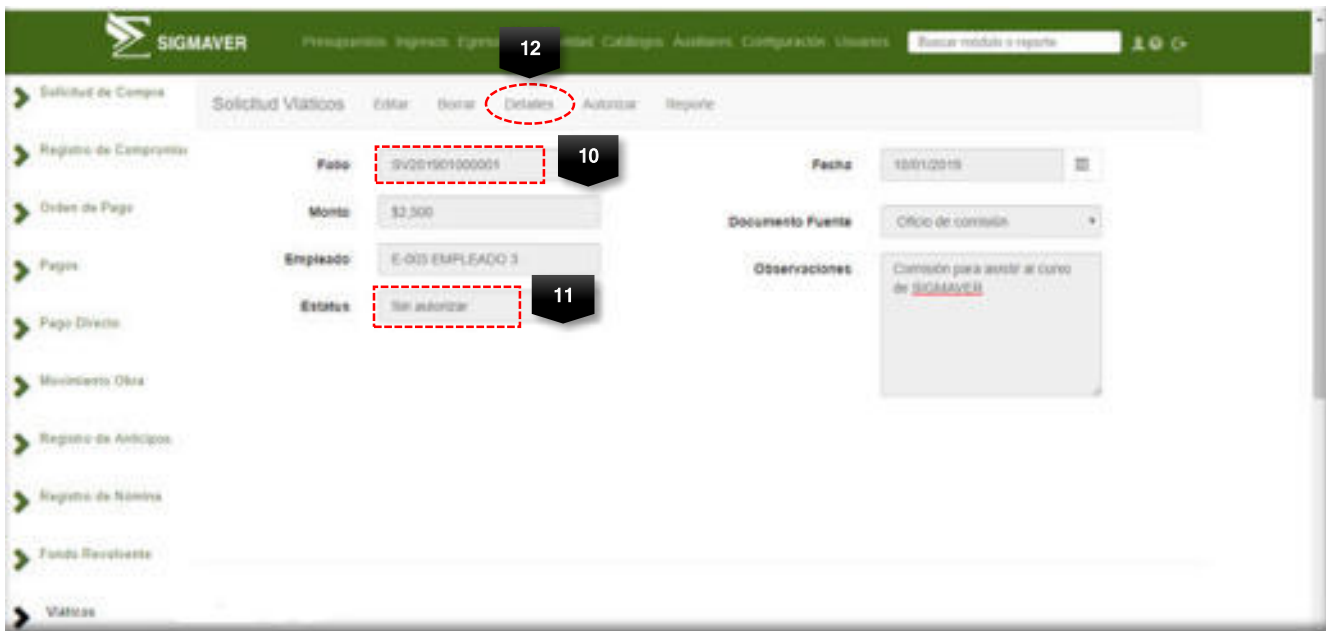 SIGMAVER
Presupuestos Ingresos Catálogos Auxiliares Configuración Usuarios Buscar módulo o reporte
12
Solicitud de Compra
Solicitud Viáticos Editar Borrar Detalles Autorizar Reporte
Registro de Compromiso
Folio SV201901000001 10 Fecha 10/01/2019
Orden de Pago
Monto $2,500 Documento Fuente Oficio de comisión
Pagos
Empleado E-003 EMPLEADO 3 Observaciones Comisión para asistir al curso
de SIGMAVER
Estatus Sin autorizar 11
Pago Directo
Movimiento Obra
Registro de Anticipos
Registro de Nómina
Fondo Revolvente
Viáticos